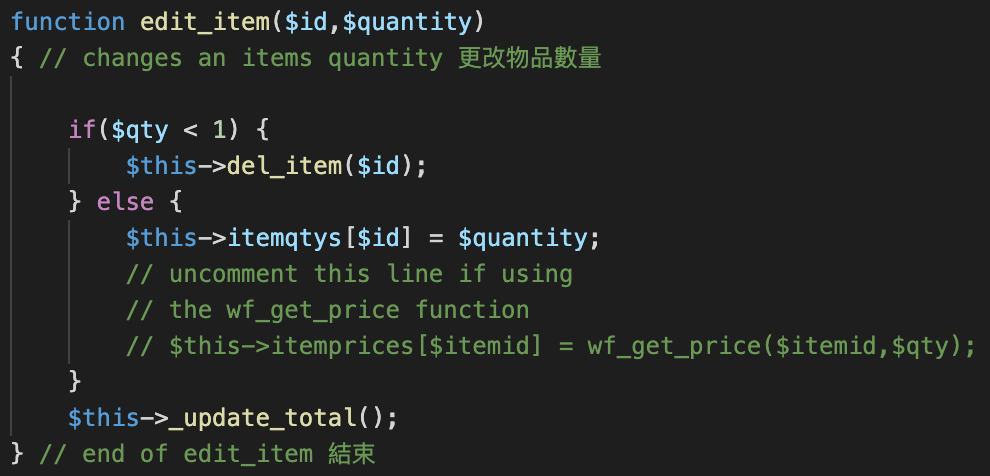 function edit_item($id,$quantity)
{ // changes an items quantity 更改物品數量
if($qty < 1) {
$this->del_item($id);
} else {
$this->itemqtys[$id] = $quantity;
// uncomment this line if using
// the wf_get_price function
// $this->itemprices[$itemid] = wf_get_price($itemid,$qty);
}
$this->_update_total();
} // end of edit_item 結束